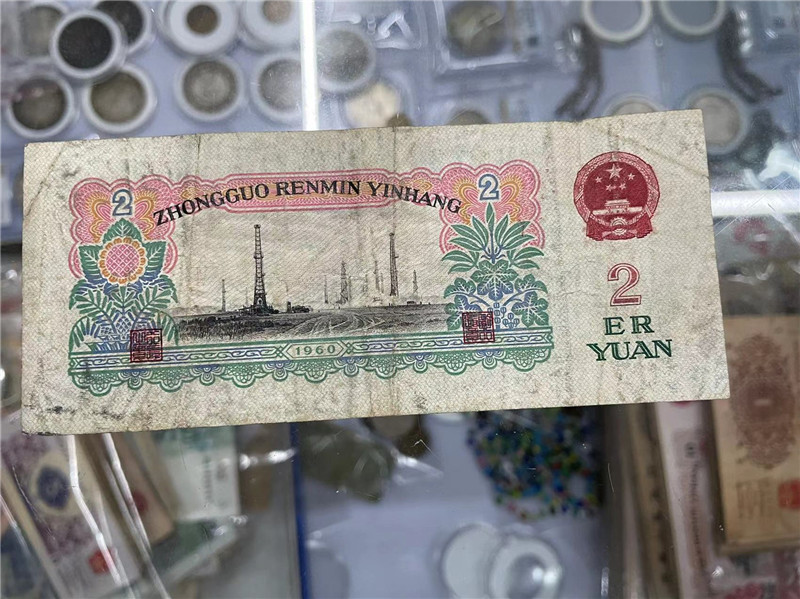 2
ZHONGGUO RENMIN YINHANG
2
2
ER
YUAN
1960